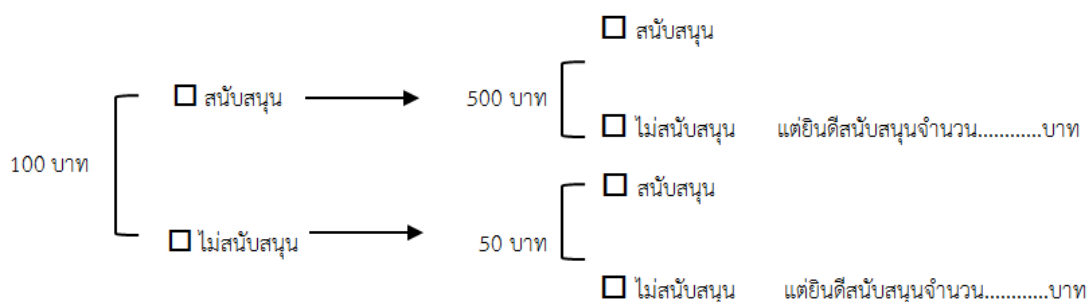 ☐ สนับสนุน
☐ สนับสนุน
500 บาท
☐ ไม่สนับสนุน แต่ยินดีสนับสนุนจำนวน...........บาท
100 บาท
☐ สนับสนุน
☐ ไม่สนับสนุน
50 บาท
☐ ไม่สนับสนุน แต่ยินดีสนับสนุนจำนวน...........บาท